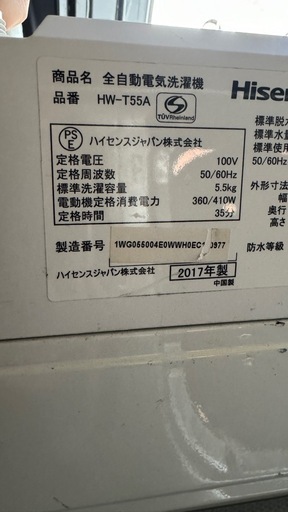 商品名 全自動電気洗濯機
品番 HW-T55A
TÜVRheinland
Hisen
PS
E
ハイセンスジャパン株式会社
定格電圧 100V
定格周波数 50/60Hz
標準洗濯容量 5.5kg
電動機定格消費電力 360/410W
定格時間 35分
製造番号
ハイセンスジャパン株式会社 2017年製
中国製
標準脱水
標準水量
標準使用
50/60Hz
外形寸法
幅
奥行
高さ
防水等級